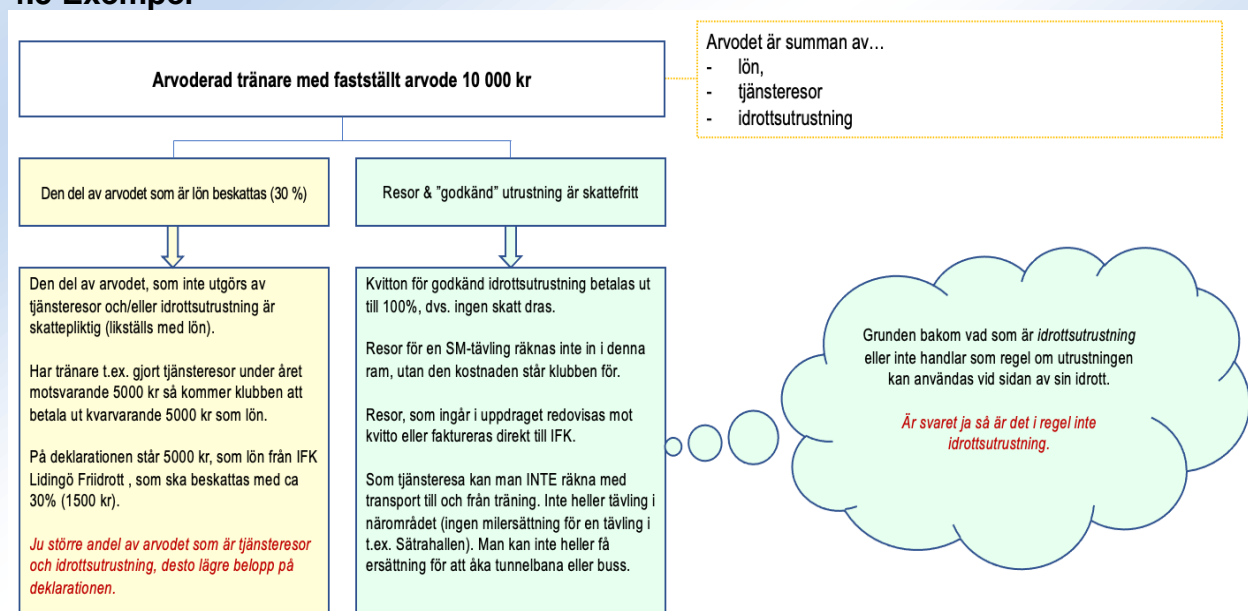 Arvoderad tränare med fastställt arvode 10 000 kr
Arvodet är summan av…
- lön,
- tjänsteresor
- idrottsutrustning
Den del av arvodet som är lön beskattas (30 %)
Resor & ”godkänd” utrustning är skattefritt
Den del av arvodet, som inte utgörs av
tjänsteresor och/eller idrottsutrustning är
skattepliktig (likställs med lön).
Har tränare t.ex. gjort tjänsteresor under året
motsvarande 5000 kr så kommer klubben att
betala ut kvarvarande 5000 kr som lön.
På deklarationen står 5000 kr, som lön från IFK
Lidingö Friidrott , som ska beskattas med ca
30% (1500 kr).
Ju större andel av arvodet som är tjänsteresor
och idrottsutrustning, desto lägre belopp på
deklarationen.
Kvitton för godkänd idrottsutrustning betalas ut
till 100%, dvs. ingen skatt dras.
Resor för en SM-tävling räknas inte in i denna
ram, utan den kostnaden står klubben för.
Resor, som ingår i uppdraget redovisas mot
kvitto eller faktureras direkt till IFK.
Som tjänsteresa kan man INTE räkna med
transport till och från träning. Inte heller tävling i
närområdet (ingen milersättning för en tävling i
t.ex. Sätrahallen). Man kan inte heller få
ersättning för att åka tunnelbana eller buss.
Grunden bakom vad som är idrottsutrustning
eller inte handlar som regel om utrustningen
kan användas vid sidan av sin idrott.
Är svaret ja så är det i regel inte
idrottsutrustning.